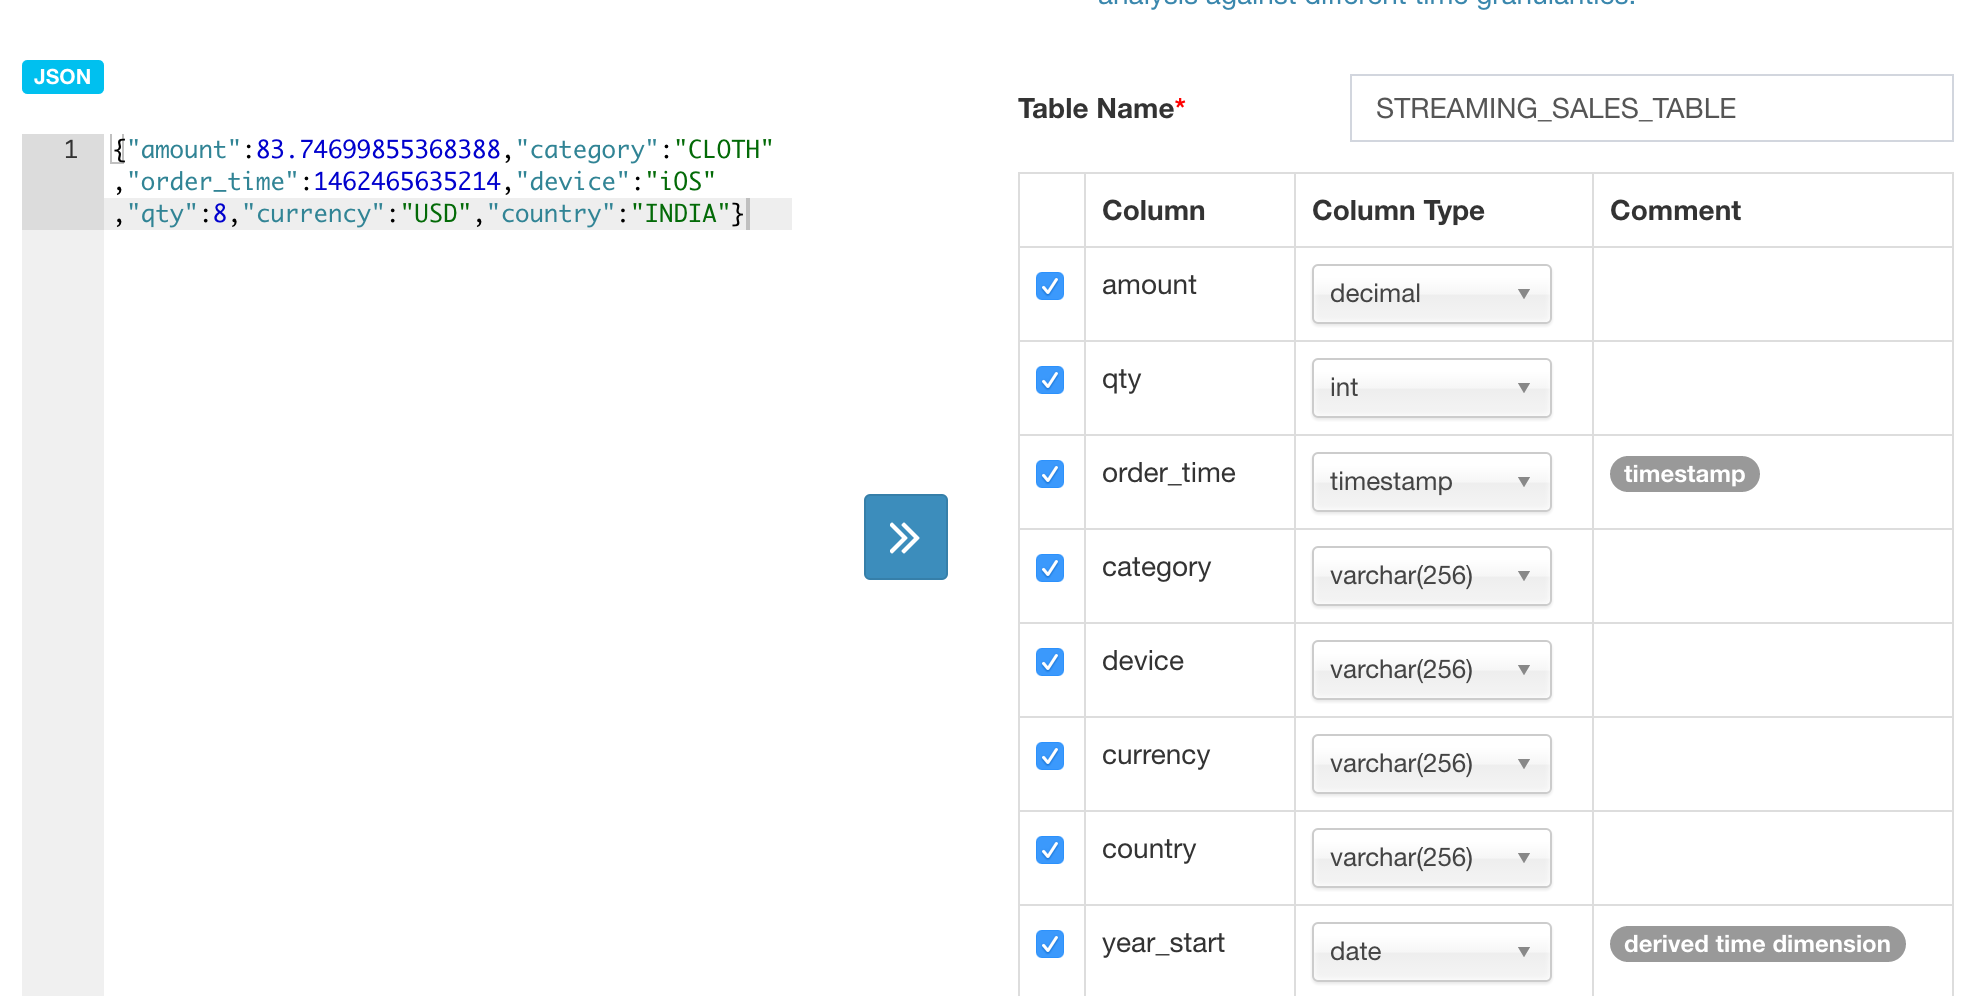 analysis against different time granularities.
JSON
1
{"amount":83.74699855368388,"category":"CLOTH"
,"order_time":1462465635214,"device":"iOS"
,"qty":8,"currency":"USD","country":"INDIA"}
Table Name*
STREAMING_SALES_TABLE
Column Column Type Comment
amount decimal
qty int
order_time timestamp timestamp
category varchar(256)
device varchar(256)
currency varchar(256)
country varchar(256)
year_start date derived time dimension